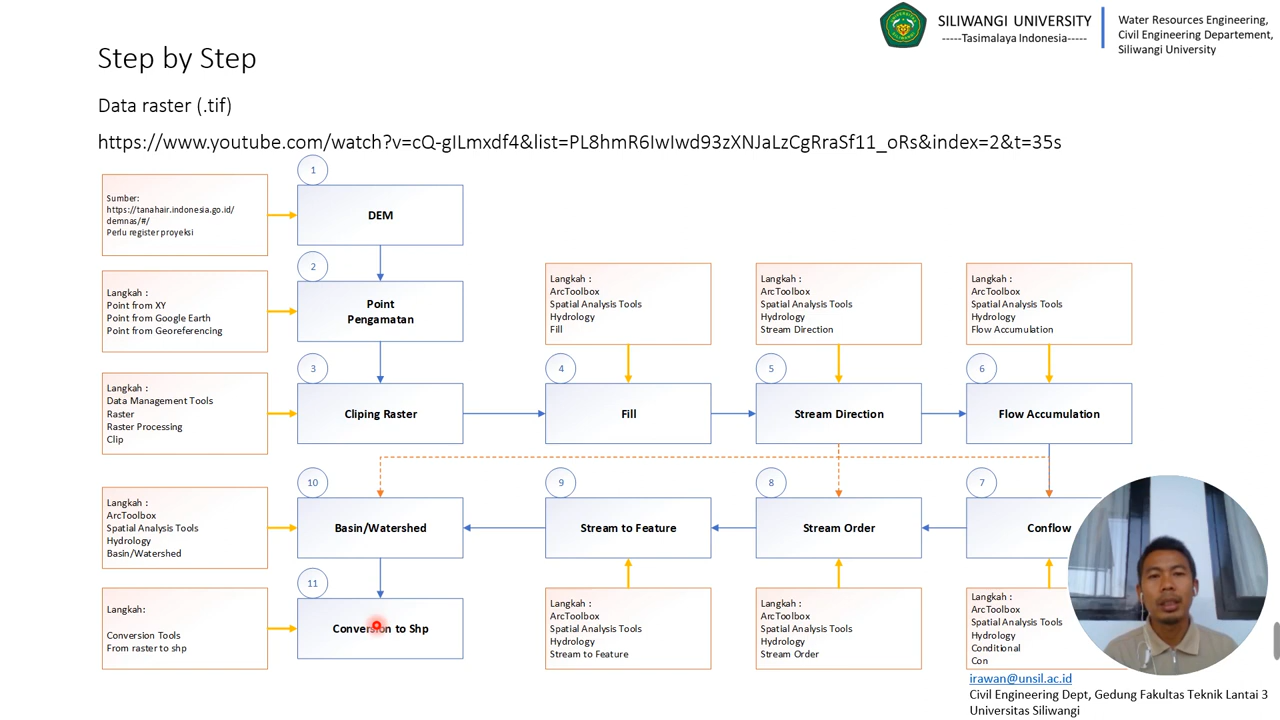 SILIWANGI UNIVERSITY
-----Tasimalaya Indonesia-----
Water Resources Engineering,
Civil Engineering Departement,
Siliwangi University
Step by Step
Data raster (.tif)
https://www.youtube.com/watch?v=cQ-gILmxdf4&list=PL8hmR6IwIwd93zXNJaLzCgRraSf11_oRs&index=2&t=35s
Sumber:
https://tanahair.indonesia.go.id/
demnas/#/
Perlu register proyeksi
1
DEM
Langkah :
Point from XY
Point from Google Earth
Point from Georeferencing
2
Point
Pengamatan
Langkah :
Data Management Tools
Raster
Raster Processing
Clip
3
Cliping Raster
Langkah :
ArcToolbox
Spatial Analysis Tools
Hydrology
Fill
4
Fill
Langkah :
ArcToolbox
Spatial Analysis Tools
Hydrology
Stream Direction
5
Stream Direction
Langkah :
ArcToolbox
Spatial Analysis Tools
Hydrology
Flow Accumulation
6
Flow Accumulation
7
Conflow
Langkah :
ArcToolbox
Spatial Analysis Tools
Hydrology
Conditional
Con
8
Stream Order
Langkah :
ArcToolbox
Spatial Analysis Tools
Hydrology
Stream Order
9
Stream to Feature
Langkah :
ArcToolbox
Spatial Analysis Tools
Hydrology
Stream to Feature
10
Basin/Watershed
Langkah :
ArcToolbox
Spatial Analysis Tools
Hydrology
Basin/Watershed
11
Conversion to Shp
Langkah:
Conversion Tools
From raster to shp
irawan@unsil.ac.id
Civil Engineering Dept, Gedung Fakultas Teknik Lantai 3
Universitas Siliwangi